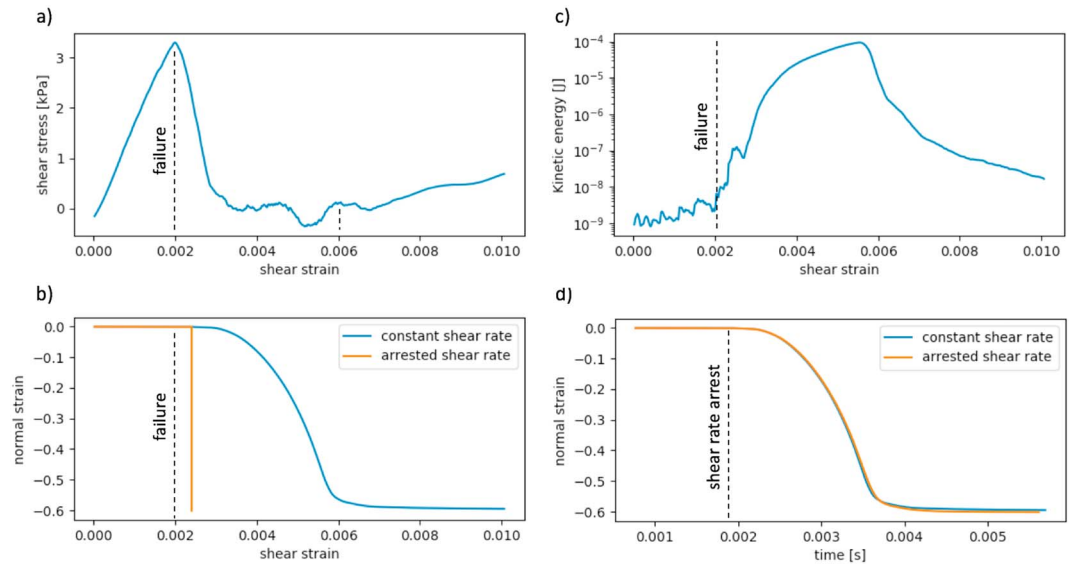 a)
3
2
1
0
shear stress [kPa]
failure
0.000 0.002 0.004 0.006 0.008 0.010
shear strain
c)
10⁻⁴
10⁻⁵
10⁻⁶
10⁻⁷
10⁻⁸
10⁻⁹
Kinetic energy [J]
failure
0.000 0.002 0.004 0.006 0.008 0.010
shear strain
b)
0.0
−0.1
−0.2
−0.3
−0.4
−0.5
−0.6
normal strain
failure
constant shear rate
arrested shear rate
0.000 0.002 0.004 0.006 0.008 0.010
shear strain
d)
0.0
−0.1
−0.2
−0.3
−0.4
−0.5
−0.6
normal strain
shear rate arrest
constant shear rate
arrested shear rate
0.001 0.002 0.003 0.004 0.005
time [s]